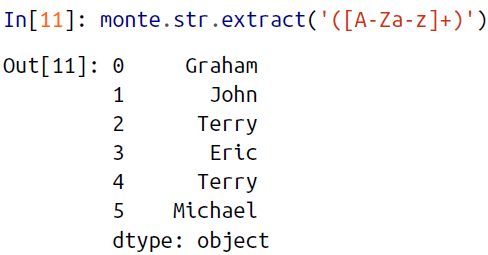 In[11]: monte.str.extract('([A-Za-z]+)')
Out[11]: 0     Graham
         1       John
         2      Terry
         3       Eric
         4      Terry
         5    Michael
         dtype: object